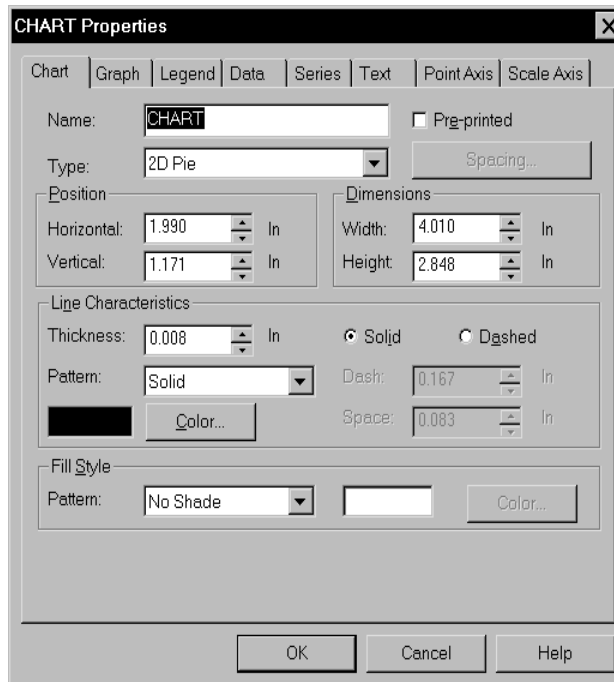 CHART Properties
Chart Graph Legend Data Series Text Point Axis Scale Axis
Name: CHART Pre-printed
Type: 2D Pie Spacing...
Position Dimensions
Horizontal: 1.990 In Width: 4.010 In
Vertical: 1.171 In Height: 2.848 In
Line Characteristics
Thickness: 0.008 In Solid Dashed
Pattern: Solid Dash: 0.167 In
Color... Space: 0.083 In
Fill Style
Pattern: No Shade Color...
OK Cancel Help